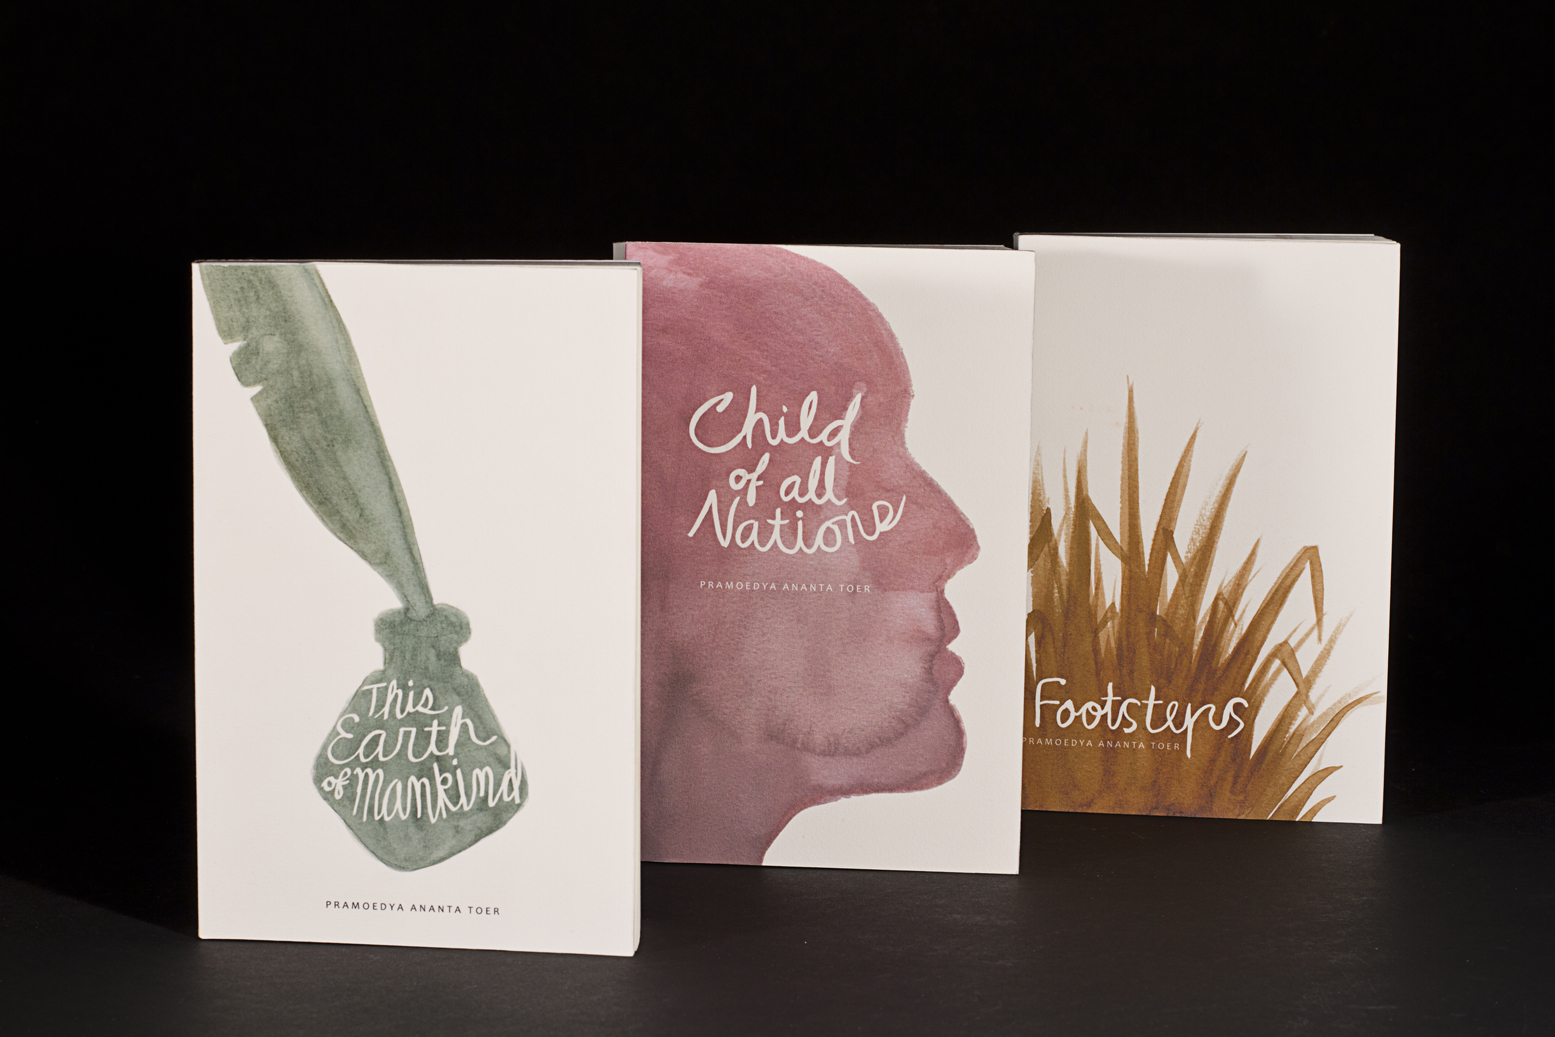 This
Earth
of Mankind
PRAMOEDYA ANANTA TOER
Child
of all
Nations
PRAMOEDYA ANANTA TOER
Footsteps
PRAMOEDYA ANANTA TOER